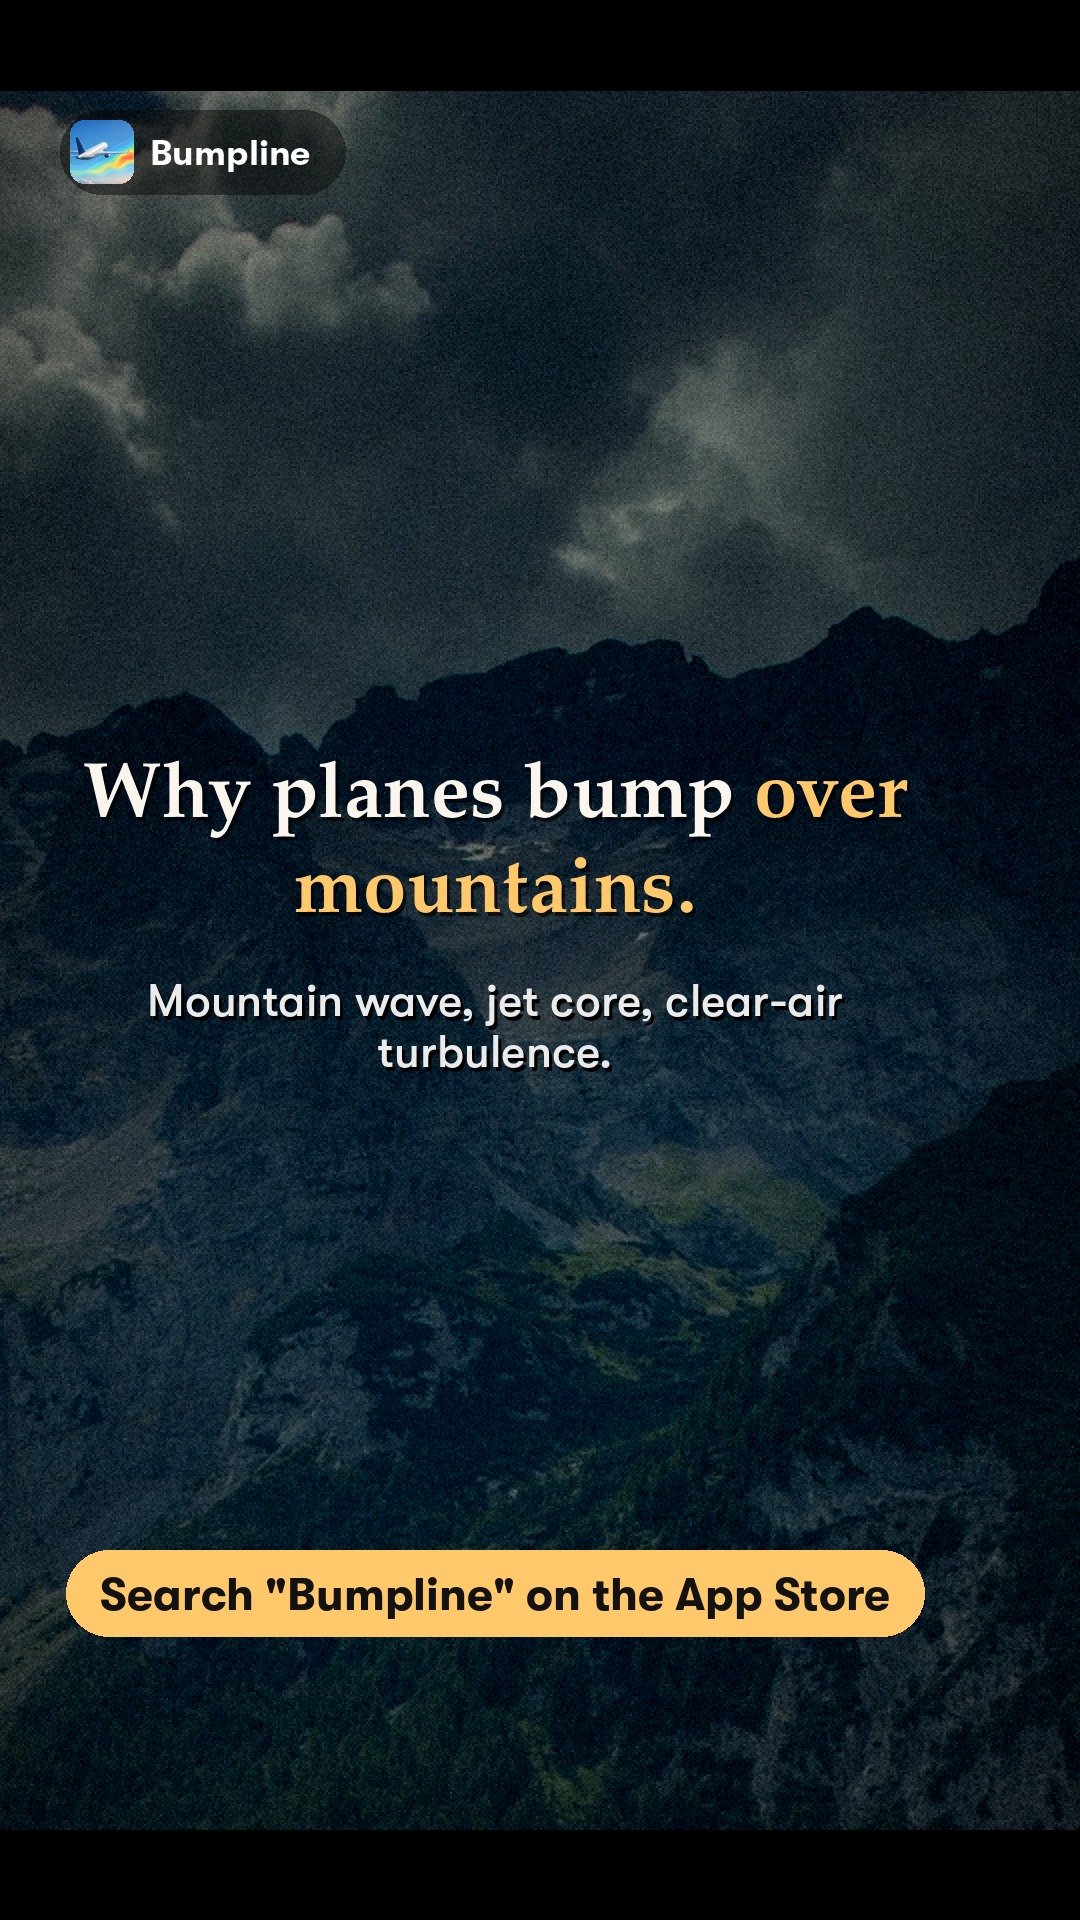 Bumpline
Why planes bump over
mountains.
Mountain wave, jet core, clear-air
turbulence.
Search "Bumpline" on the App Store